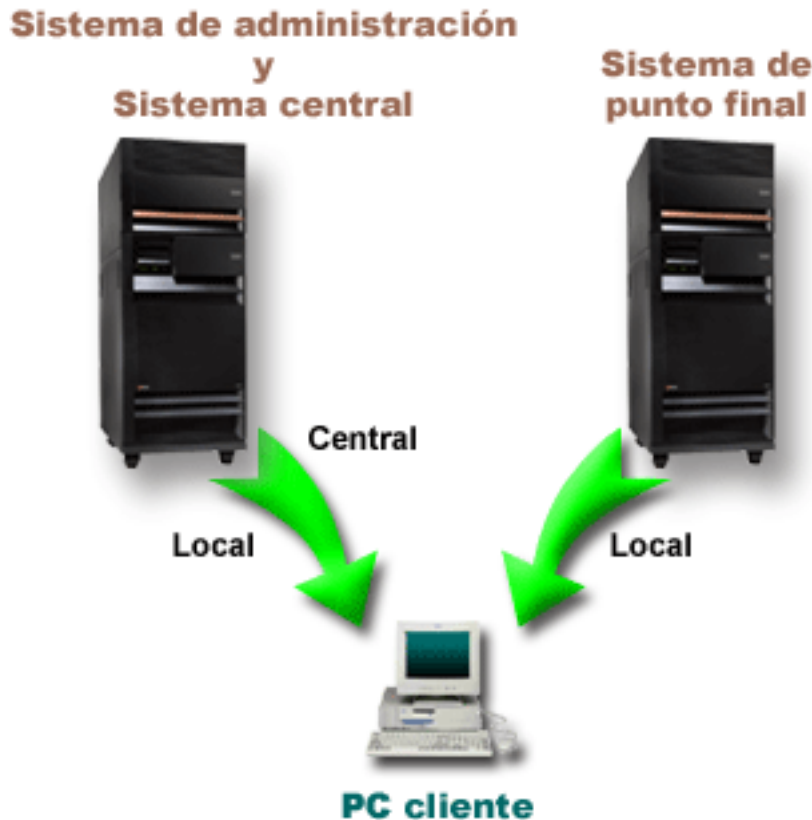 Sistema de administración
y
Sistema central
Sistema de
punto final
Central
Local
Local
PC cliente